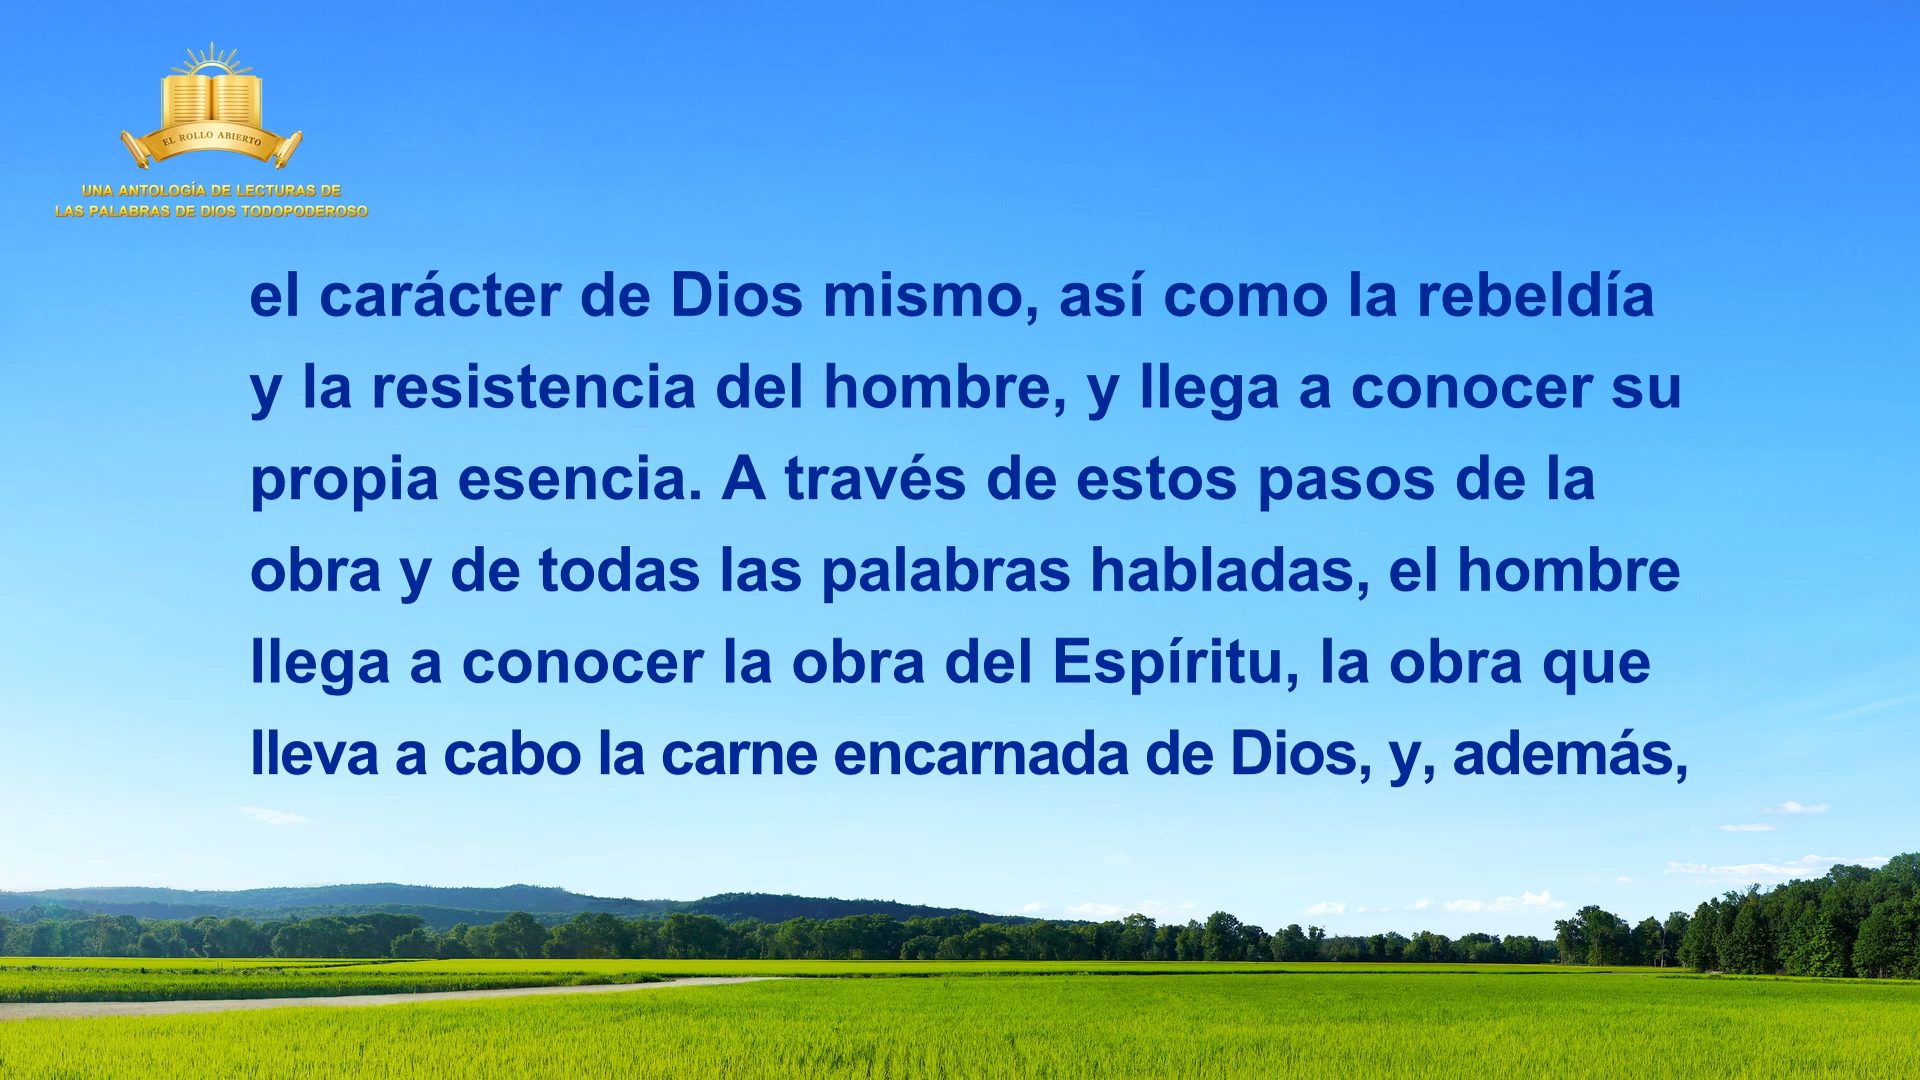 EL ROLLO ABIERTO
UNA ANTOLOGÍA DE LECTURAS DE
LAS PALABRAS DE DIOS TODOPODEROSO
el carácter de Dios mismo, así como la rebeldía
y la resistencia del hombre, y llega a conocer su
propia esencia. A través de estos pasos de la
obra y de todas las palabras habladas, el hombre
llega a conocer la obra del Espíritu, la obra que
lleva a cabo la carne encarnada de Dios, y, además,